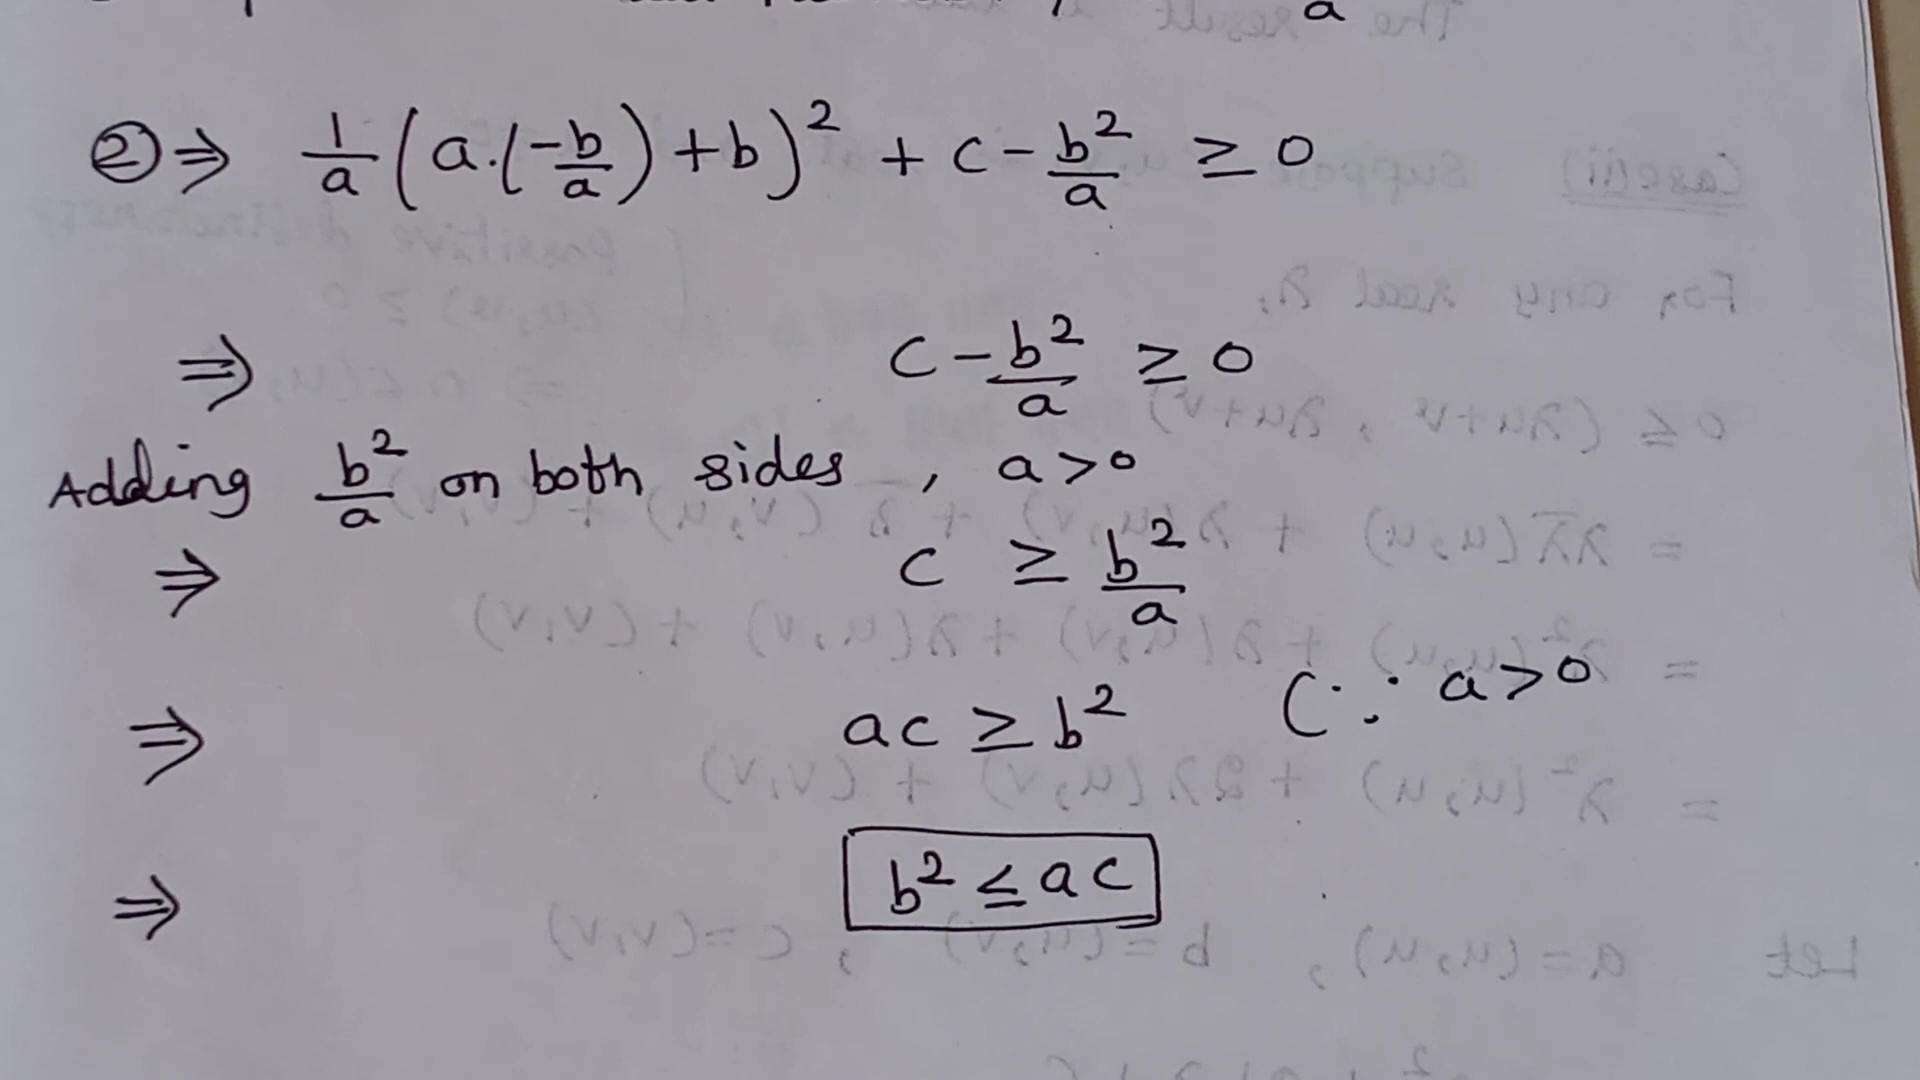 a
② ⇒ 1/a (a.(-b/a) + b)² + c - b²/a ≥ 0
⇒ c - b²/a ≥ 0
Adding b²/a on both sides, a > 0
⇒ c ≥ b²/a
⇒ ac ≥ b² (∵ a > 0
⇒ b² ≤ ac